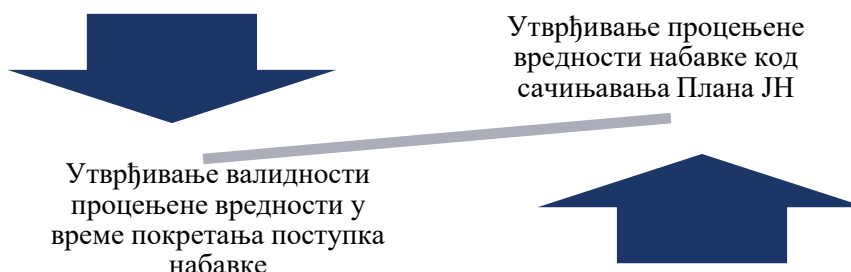 Утврђивање процењене
вредности набавке код
сачињавања Плана ЈН
Утврђивање валидности
процењене вредности у
време покретања поступка
набавке